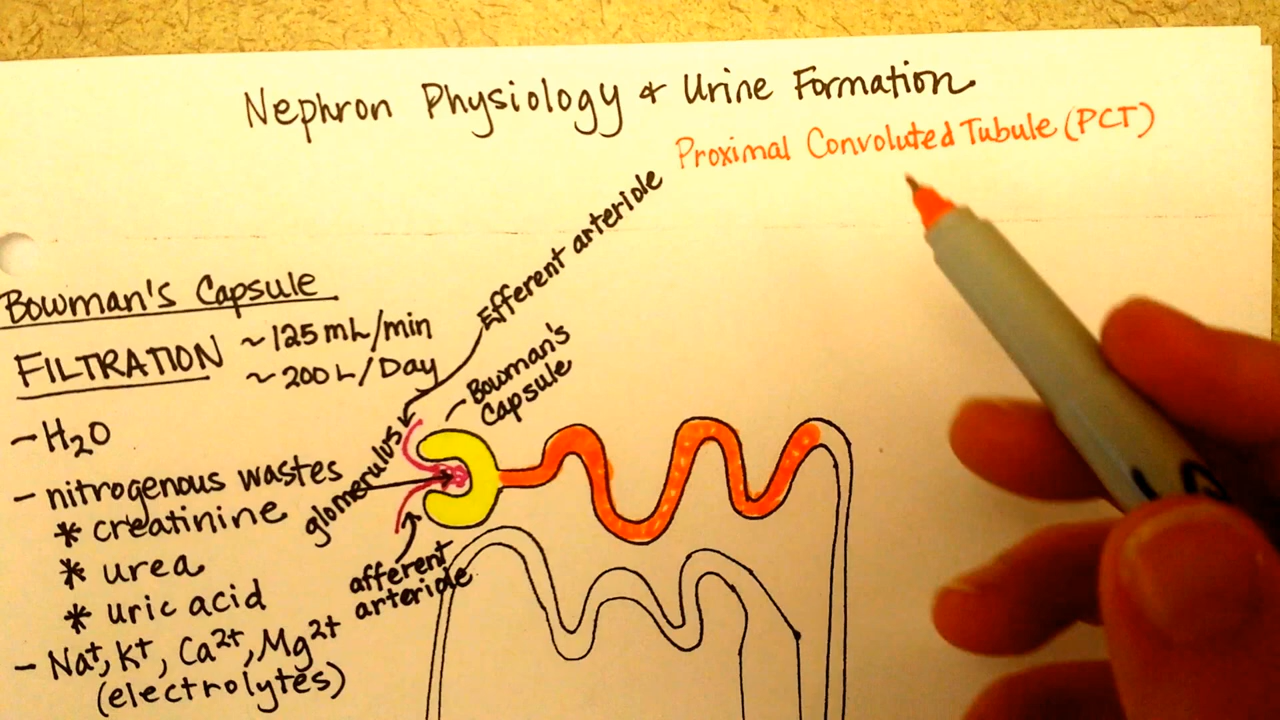 Nephron Physiology & Urine Formation
Proximal Convoluted Tubule (PCT)
Efferent arteriole
Bowman's Capsule
FILTRATION ~125 mL/min
~200 L/Day
- H₂O
- nitrogenous wastes
* creatinine
* urea
* uric acid
- Na⁺, K⁺, Ca²⁺, Mg²⁺
(electrolytes)
Bowman's
Capsule
glomerulus
afferent
arteriole